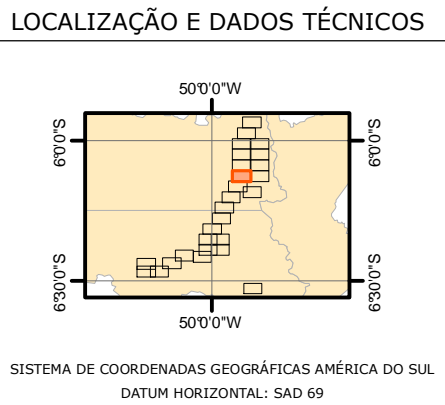 LOCALIZAÇÃO E DADOS TÉCNICOS
50°0'0"W
6°0'0"S
6°0'0"S
6°30'0"S
6°30'0"S
50°0'0"W
SISTEMA DE COORDENADAS GEOGRÁFICAS AMÉRICA DO SUL
DATUM HORIZONTAL: SAD 69